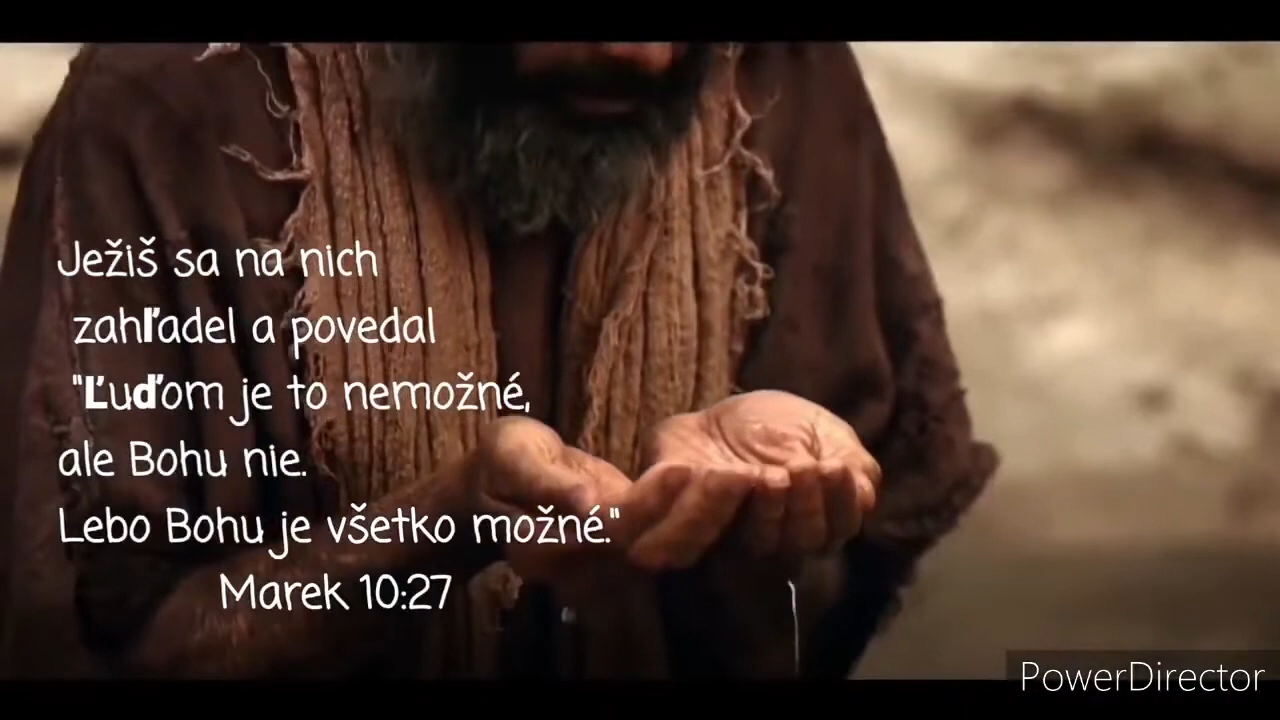 Ježiš sa na nich
zahľadel a povedal
"Ľuďom je to nemožné,
ale Bohu nie.
Lebo Bohu je všetko možné."
Marek 10:27
PowerDirector